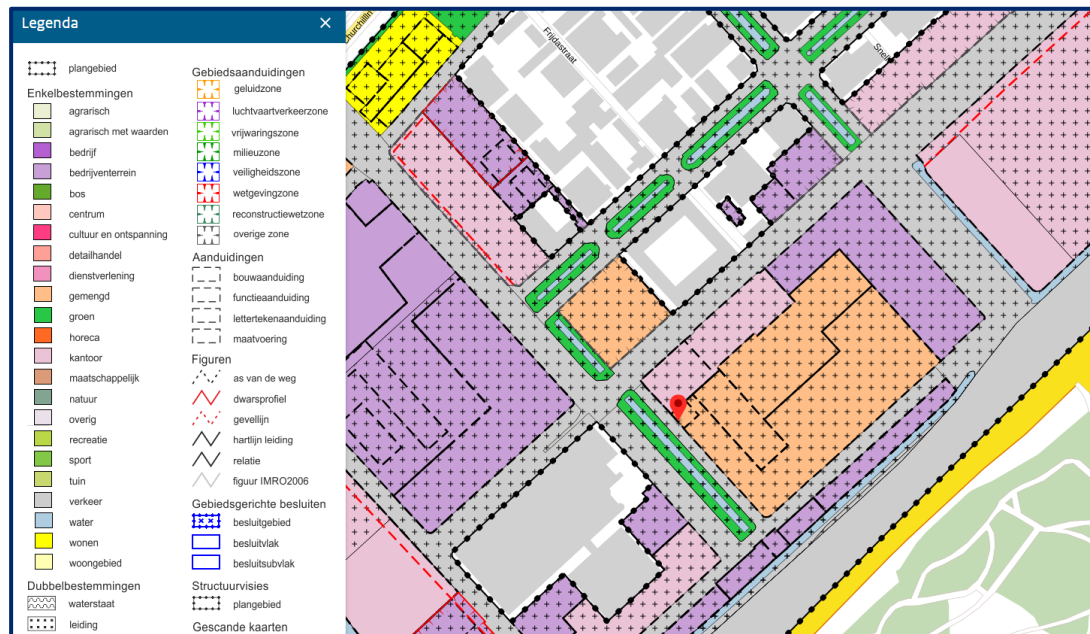 Legenda
plangebied
Enkelbestemmingen
agrarisch
agrarisch met waarden
bedrijf
bedrijventerrein
bos
centrum
cultuur en ontspanning
detailhandel
dienstverlening
gemengd
groen
horeca
kantoor
maatschappelijk
natuur
overig
recreatie
sport
tuin
verkeer
water
wonen
woongebied
Dubbelbestemmingen
waterstaat
leiding
Gebiedsaanduidingen
geluidzone
luchtvaartverkeerzone
vrijwaringszone
milieuzone
veiligheidszone
wetgevingzone
reconstructiewetzone
overige zone
Aanduidingen
bouwaanduiding
functieaanduiding
lettertekenaanduiding
maatvoering
Figuren
as van de weg
dwarsprofiel
gevellijn
hartlijn leiding
relatie
figuur IMRO2006
Gebiedsgerichte besluiten
besluitgebied
besluitvlak
besluitsubvlak
Structuurvisies
plangebied
Gescande kaarten
Frijdastraat